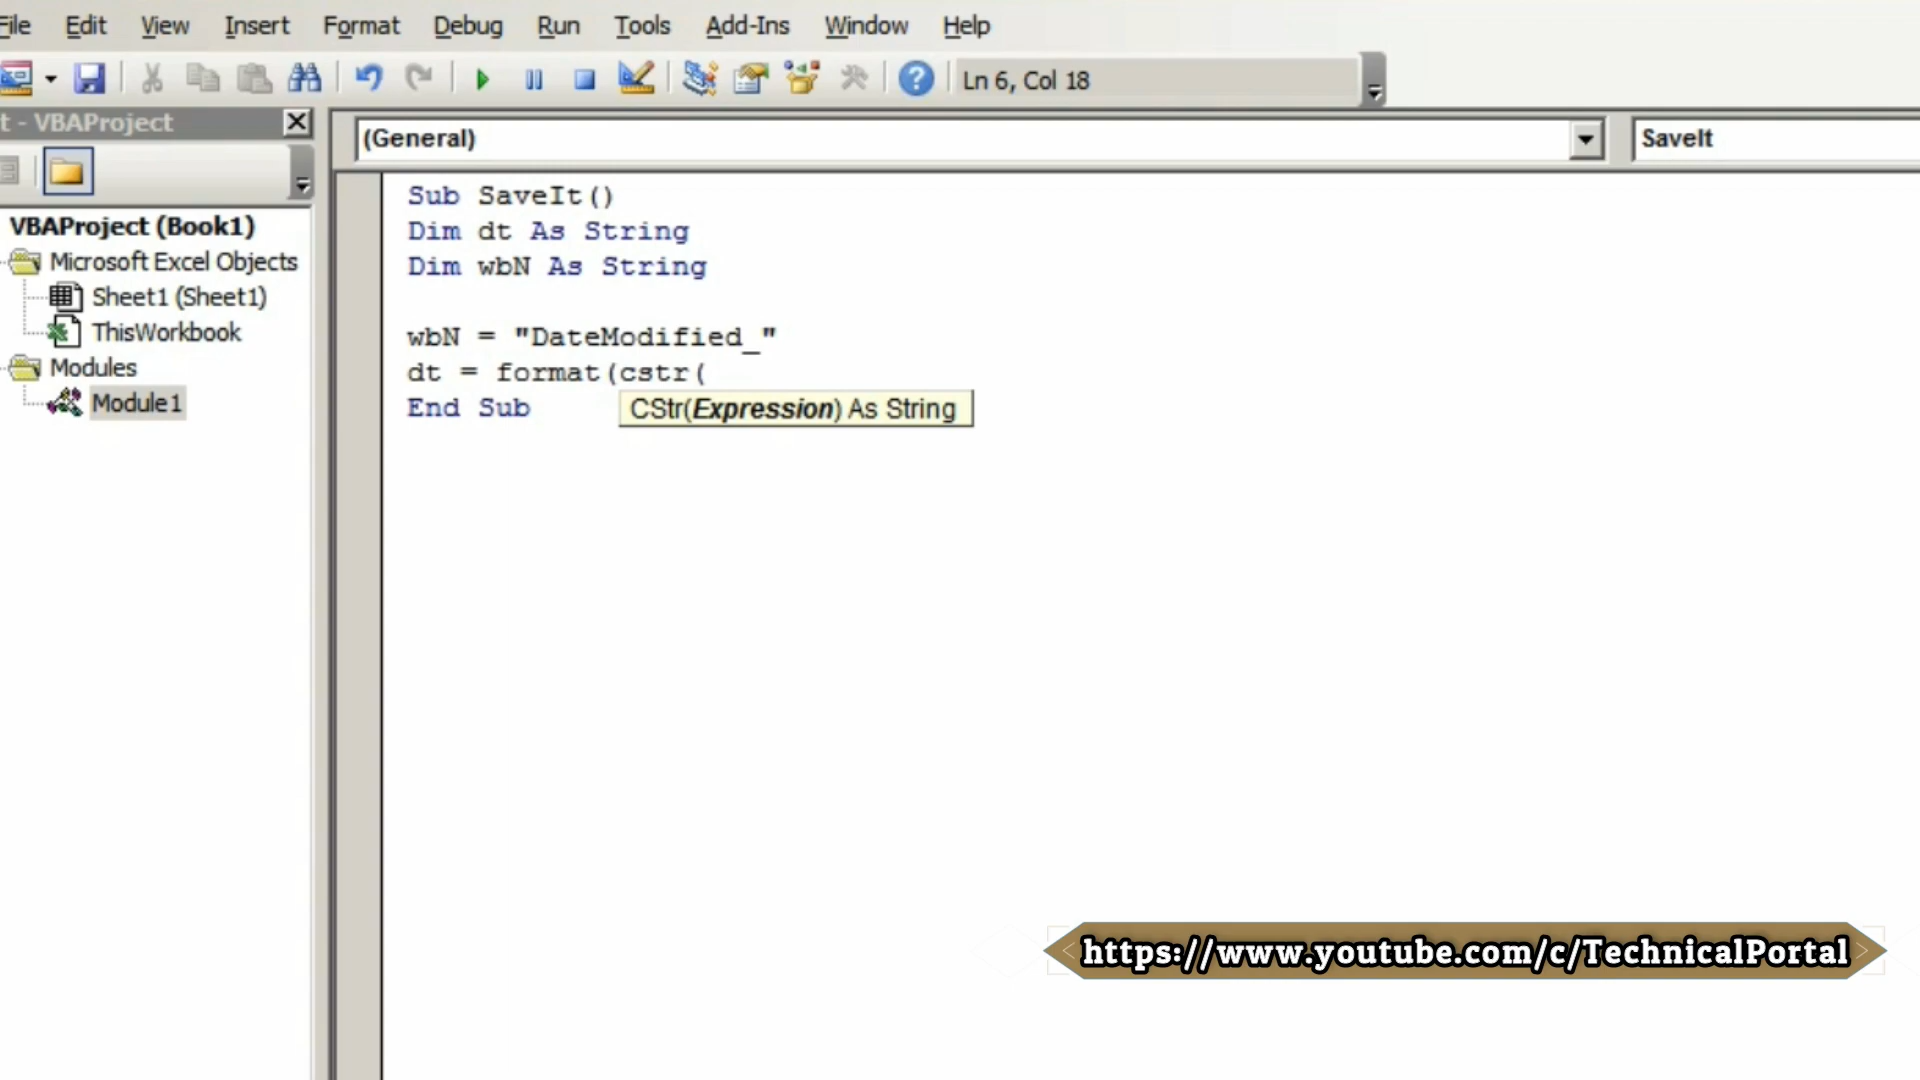 File Edit View Insert Format Debug Run Tools Add-Ins Window Help
Ln 6, Col 18
t - VBAProject
(General)
SaveIt
VBAProject (Book1)
Microsoft Excel Objects
Sheet1 (Sheet1)
ThisWorkbook
Modules
Module1
Sub SaveIt()
Dim dt As String
Dim wbN As String
wbN = "DateModified_"
dt = format(cstr(
End Sub
CStr(Expression) As String
https://www.youtube.com/c/TechnicalPortal